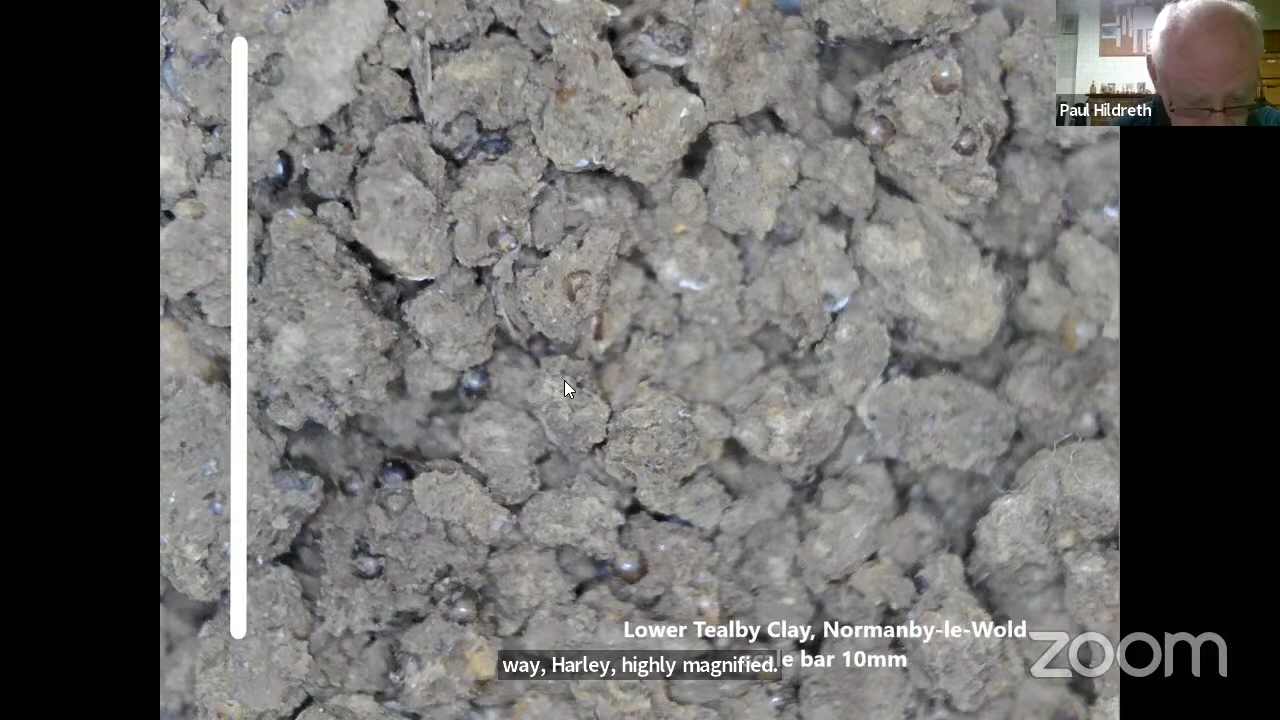 Paul Hildreth
Lower Tealby Clay, Normanby-le-Wold
e bar 10mm
way, Harley, highly magnified.
zoom